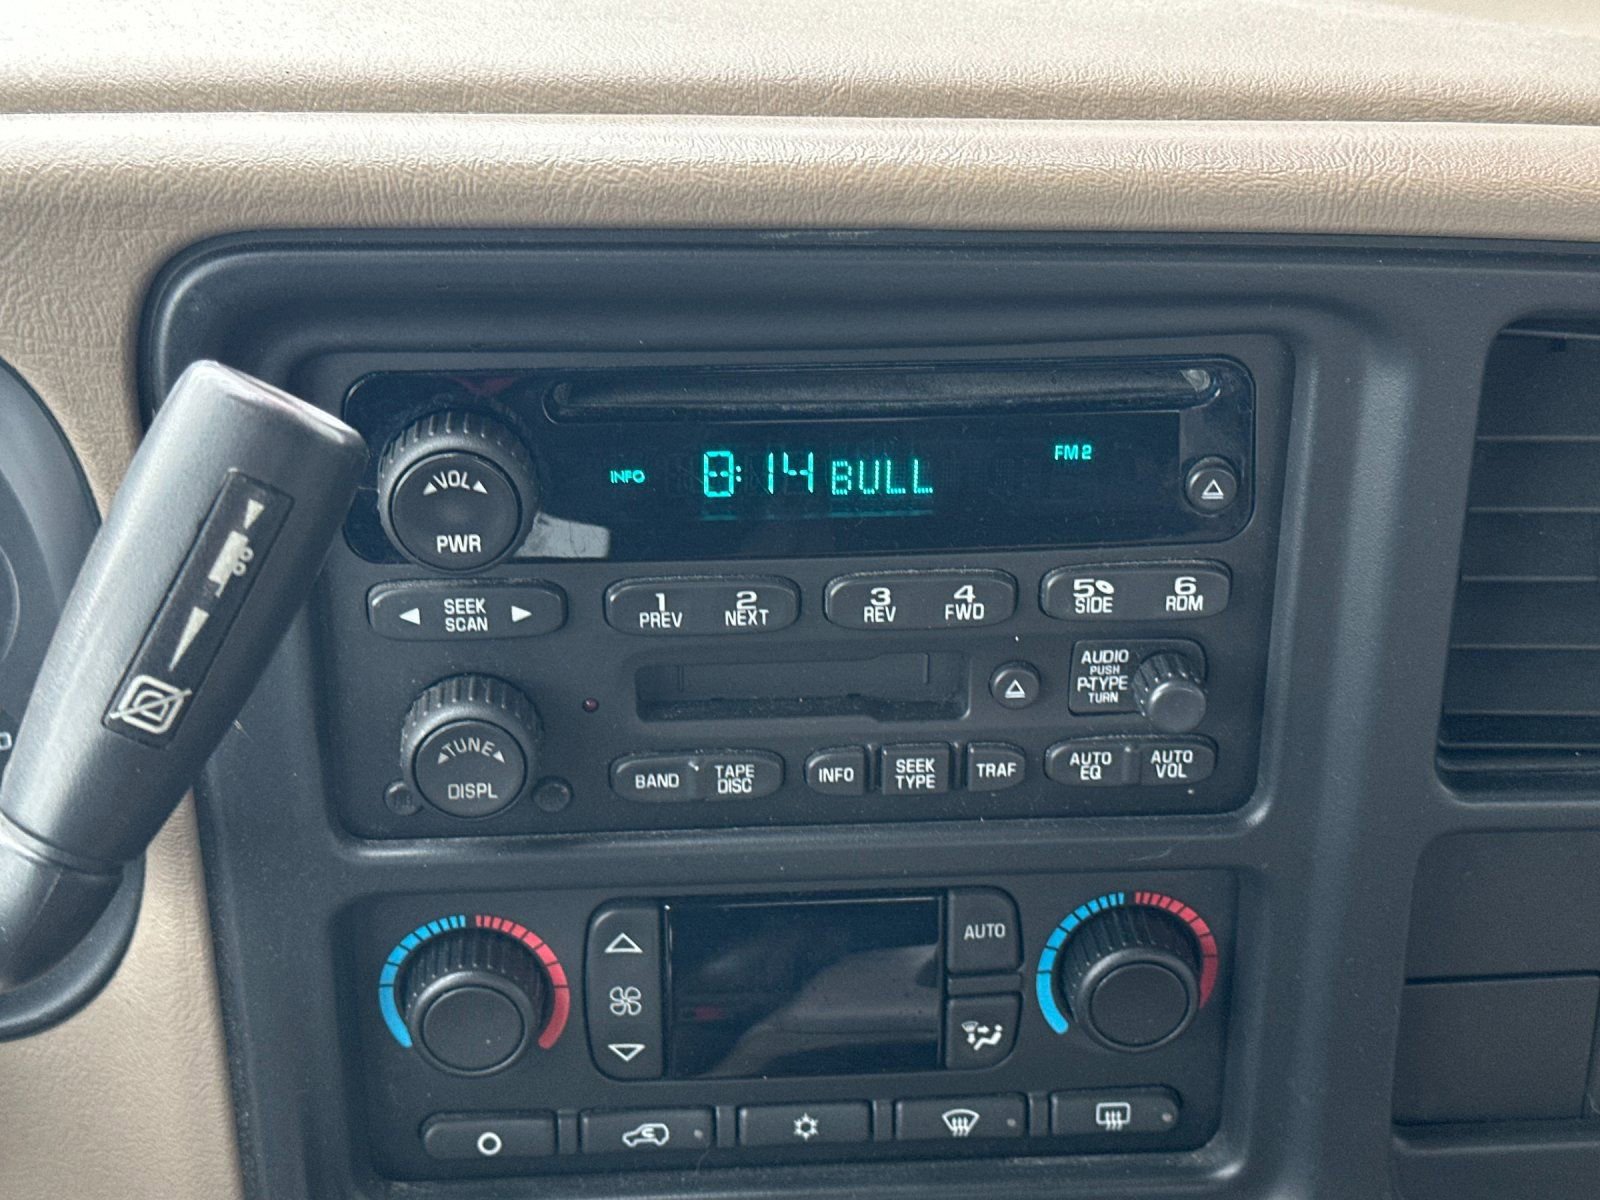 INFO 8:14 BULL FM2
VOL
PWR
SEEK
SCAN
1
PREV
2
NEXT
3
REV
4
FWD
5
SIDE
6
RDM
AUDIO
PUSH
P-TYPE
TURN
TUNE
DISPL
BAND
TAPE
DISC
INFO
SEEK
TYPE
TRAF
AUTO
EQ
AUTO
VOL
AUTO